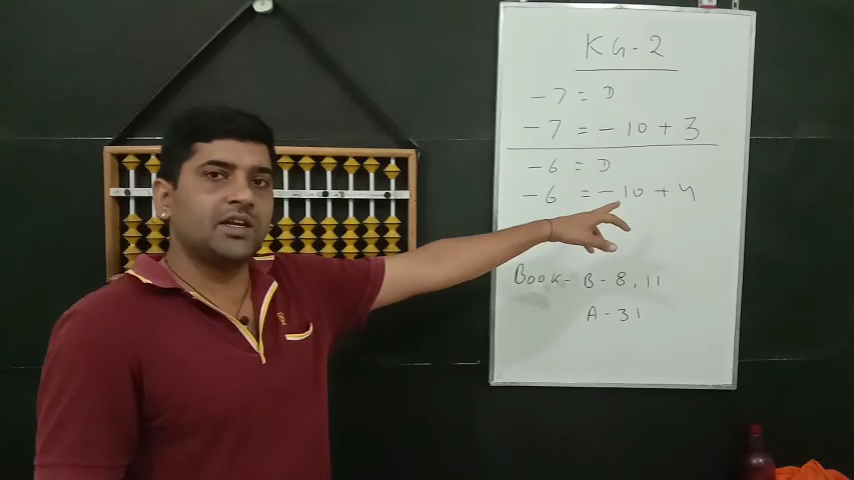 KG-2
-7 = D
-7 = -10 + 3
-6 = D
-6 = -10 + 4
BOOK- B-8, 11
A-31